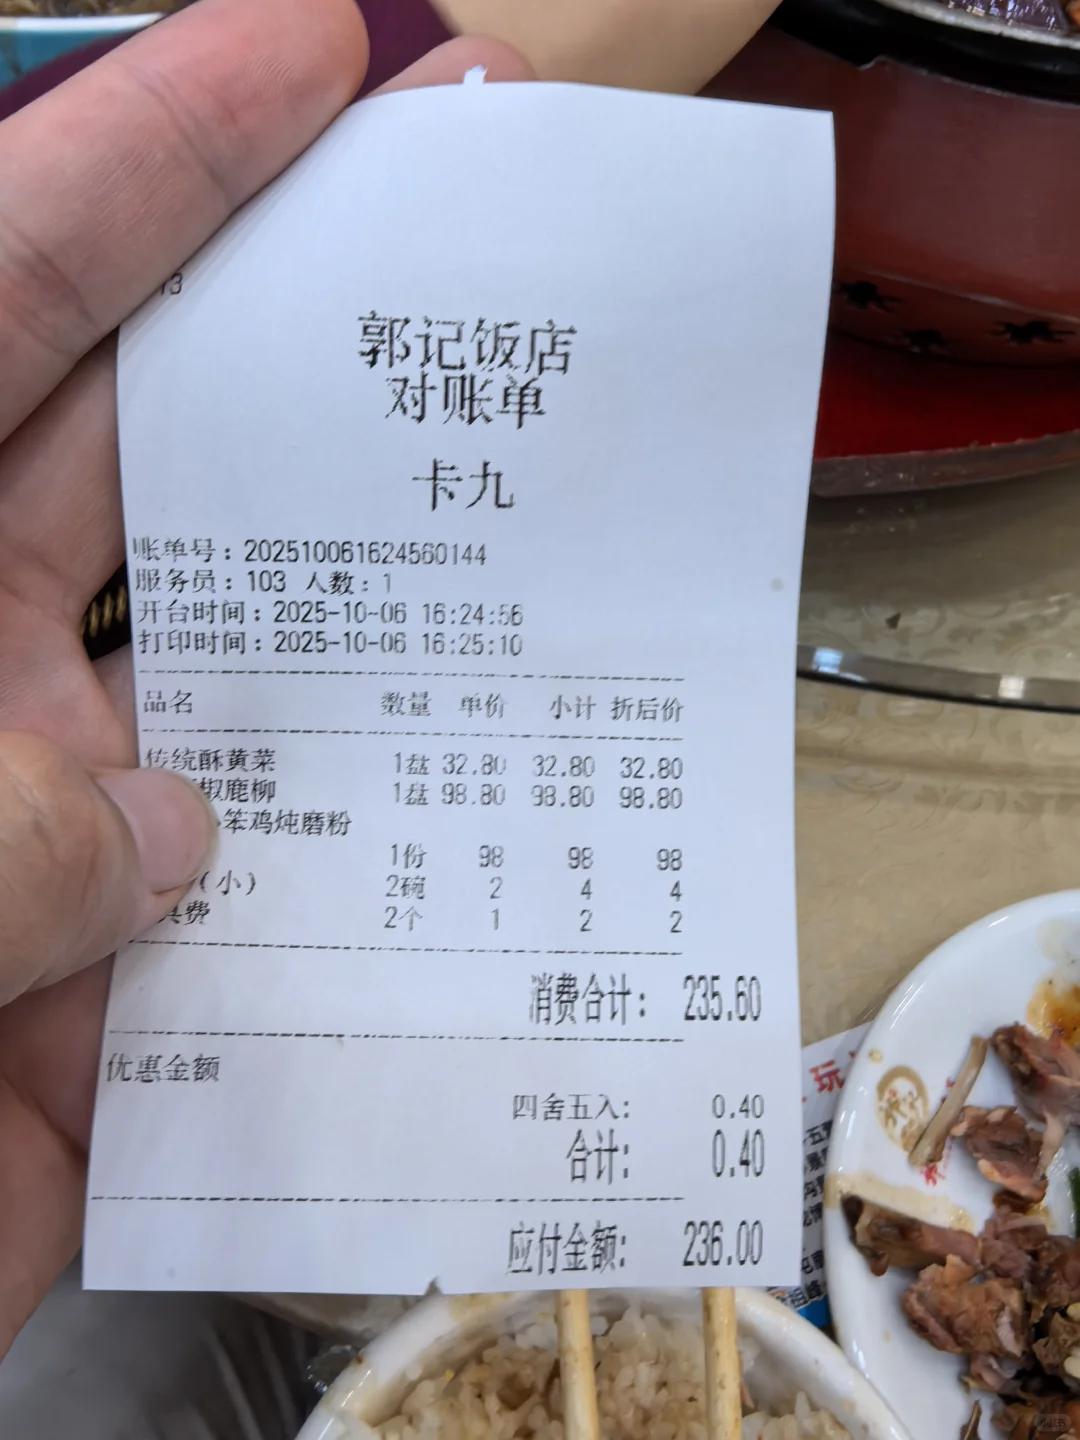 13
郭记饭店
对账单
卡九
账单号：202510061624560144
服务员：103 人数：1
开台时间：2025-10-06 16:24:56
打印时间：2025-10-06 16:25:10
品名 数量 单价 小计 折后价
传统酥黄菜 1盘 32.80 32.80 32.80
椒鹿柳 1盘 98.80 98.80 98.80
笨鸡炖磨粉
1份 98 98 98
(小) 2碗 2 4 4
具费 2个 1 2 2
消费合计： 235.60
优惠金额
四舍五入： 0.40
合计： 0.40
应付金额： 236.00
玩